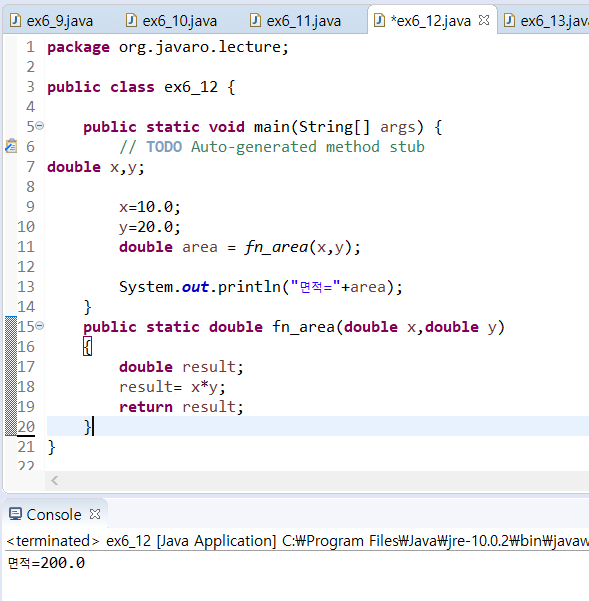 ex6_9.java ex6_10.java ex6_11.java *ex6_12.java ex6_13.jav
1 package org.javaro.lecture;
2
3 public class ex6_12 {
4
5 public static void main(String[] args) {
6 // TODO Auto-generated method stub
7 double x,y;
8
9 x=10.0;
10 y=20.0;
11 double area = fn_area(x,y);
12
13 System.out.println("면적="+area);
14 }
15 public static double fn_area(double x,double y)
16 {
17 double result;
18 result= x*y;
19 return result;
20 }
21 }
22
Console
<terminated> ex6_12 [Java Application] C:₩Program Files₩Java₩jre-10.0.2₩bin₩javaw
면적=200.0